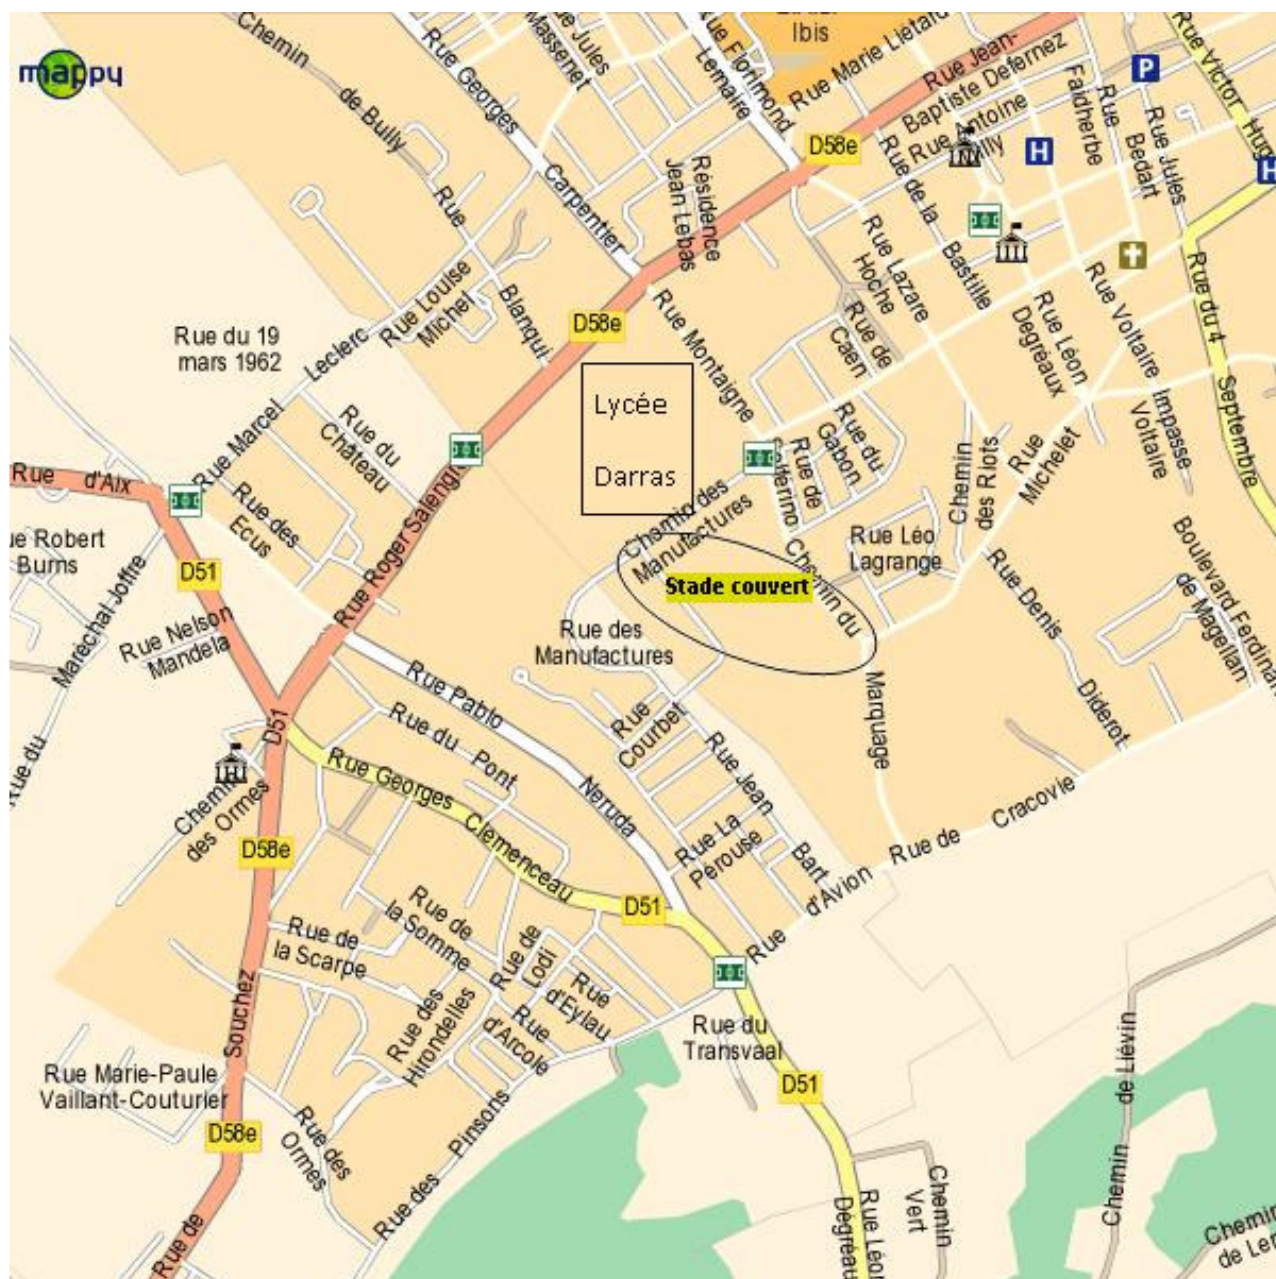 mappy
Chemin
de Bully
Rue Georges
Carpentier
Rue Jules
Massenet
Rue Florimond
Lemaire
Ibis
Rue Marie Liétard
Rue Jean-
Baptiste Defernez
Rue Antoine
Rue
Faidherbe
P
Rue Jules
Bedart
Rue Victor
Hugo
H
H
D58e
Résidence
Jean Lebas
Rue de la
Bastille
Rue
Blanqui
Rue Louise
Michel
Rue Lazare
Hoche
Rue Léon
Degréaux
Rue Voltaire
Impasse
Voltaire
Rue du 4
Septembre
D58e
Rue du 19
mars 1962
Rue Marcel
Leclerc
Rue Montaigne
Rue de
Caen
Lycée
Darras
Rue du
Château
Rue du
Gabon
Rue de
Solférino
Chemin
des Riots
Rue
Michelet
Rue d'Aix
Rue des
Ecus
Rue Roger Salengro
Chemin des
Manufactures
Rue Léo
Lagrange
ue Robert
Burns
D51
Stade couvert
Chemin du
Marquage
Rue Denis
Diderot
Boulevard Ferdinan
de Magellan
Rue du
Maréchal Joffre
Rue Nelson
Mandela
Rue des
Manufactures
Rue Pablo
Neruda
Rue
Courbet
D51
Rue du Pont
Rue Georges
Clemenceau
Rue Jean
Bart
Chemin
des Ormes
D58e
Rue La
Pérouse
Rue d'Avion
Rue de Cracovie
D51
Rue de
la Somme
Rue de
la Scarpe
Rue de
Lodi
Rue
d'Eylau
Rue des
Hirondelles
Rue
d'Arcole
Rue du
Transvaal
Rue Marie-Paule
Vaillant-Couturier
D51
D58e
Rue des
Ormes
Rue des Pinsons
Rue de
Souchez
Rue Léon
Dégréau
Chemin
Vert
Chemin
de Liévin
Chemin
de Len